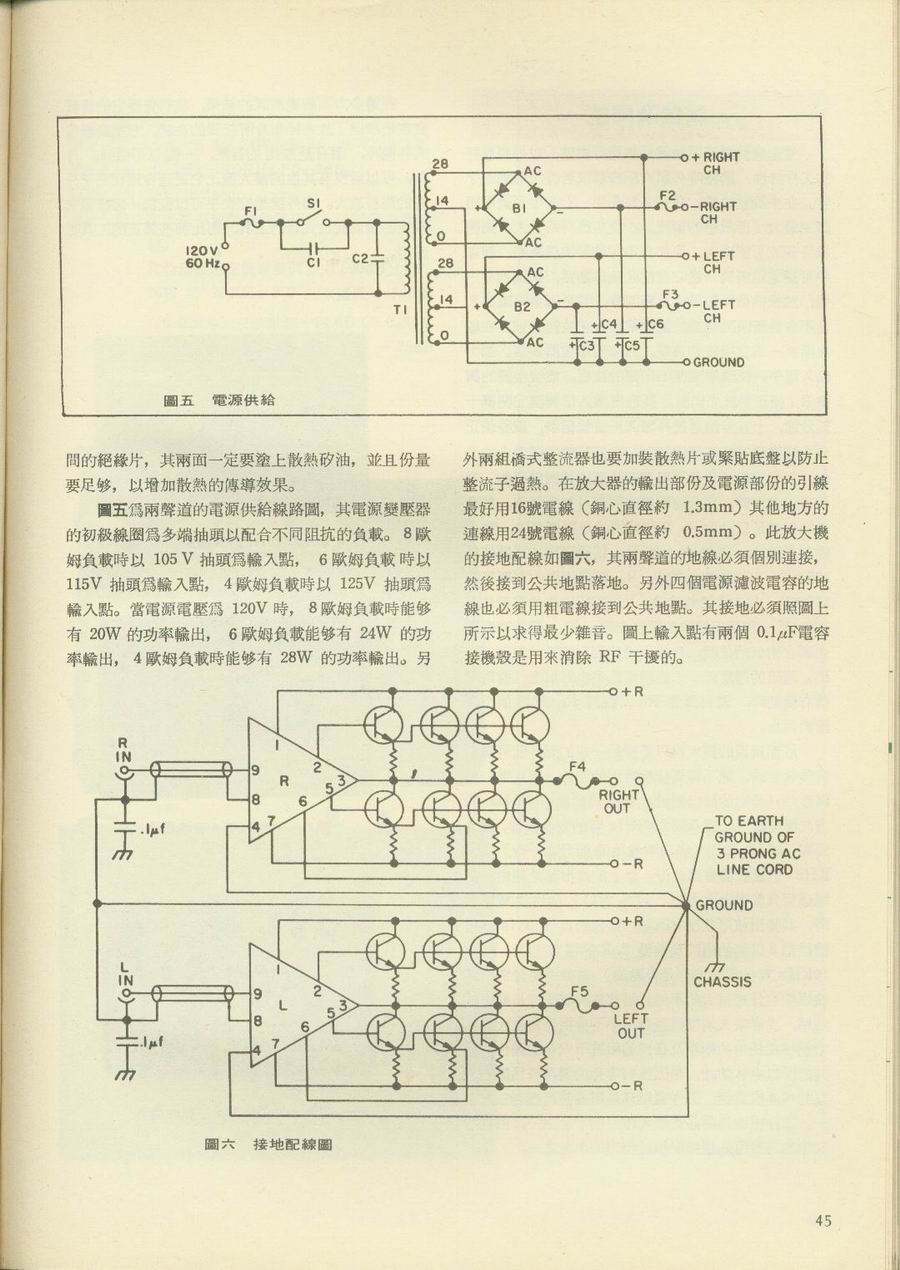 F1
S1
120V
60Hz
C1
C2
T1
28
14
0
28
14
0
AC
B1
AC
AC
B2
AC
+
−
+
−
+ RIGHT
CH
F2
− RIGHT
CH
+ LEFT
CH
F3
− LEFT
CH
+C3
+C4
+C5
+C6
GROUND
圖五 電源供給
間的絕緣片，其兩面一定要塗上散熱矽油，並且份量
要足够，以增加散熱的傳導效果。
圖五爲兩聲道的電源供給線路圖，其電源變壓器
的初級線圈爲多端抽頭以配合不同阻抗的負載。8歐
姆負載時以 105 V 抽頭爲輸入點， 6 歐姆負載 時以
115V 抽頭爲輸入點， 4 歐姆負載時以 125V 抽頭爲
輸入點。當電源電壓爲 120V 時， 8 歐姆負載時能够
有 20W 的功率輸出， 6 歐姆負載能够有 24W 的功
率輸出， 4 歐姆負載時能够有 28W 的功率輸出。另
外兩組橋式整流器也要加裝散熱片或緊貼底盤以防止
整流子過熱。在放大器的輸出部份及電源部份的引線
最好用16號電線（銅心直徑約 1.3mm）其他地方的
連線用24號電線（銅心直徑約 0.5mm）。此放大機
的接地配線如圖六，其兩聲道的地線必須個別連接，
然後接到公共地點落地。另外四個電源濾波電容的地
線也必須用粗電線接到公共地點。其接地必須照圖上
所示以求得最少雜音。圖上輸入點有兩個 0.1μF電容
接機殼是用來消除 RF 干擾的。
R
IN
.1μf
9
8
4
7
6
5
3
2
1
R
+R
F4
RIGHT
OUT
−R
TO EARTH
GROUND OF
3 PRONG AC
LINE CORD
GROUND
CHASSIS
L
IN
.1μf
9
8
4
7
6
5
3
2
1
L
+R
F5
LEFT
OUT
−R
圖六 接地配線圖
45